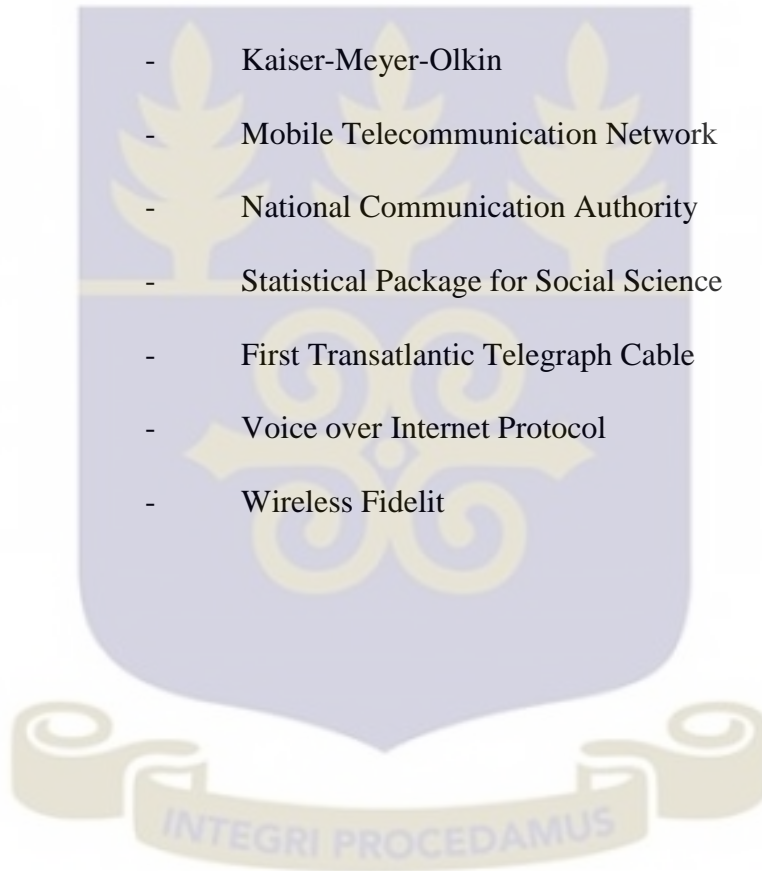 - Kaiser-Meyer-Olkin
- Mobile Telecommunication Network
- National Communication Authority
- Statistical Package for Social Science
- First Transatlantic Telegraph Cable
- Voice over Internet Protocol
- Wireless Fidelit
INTEGRI PROCEDAMUS